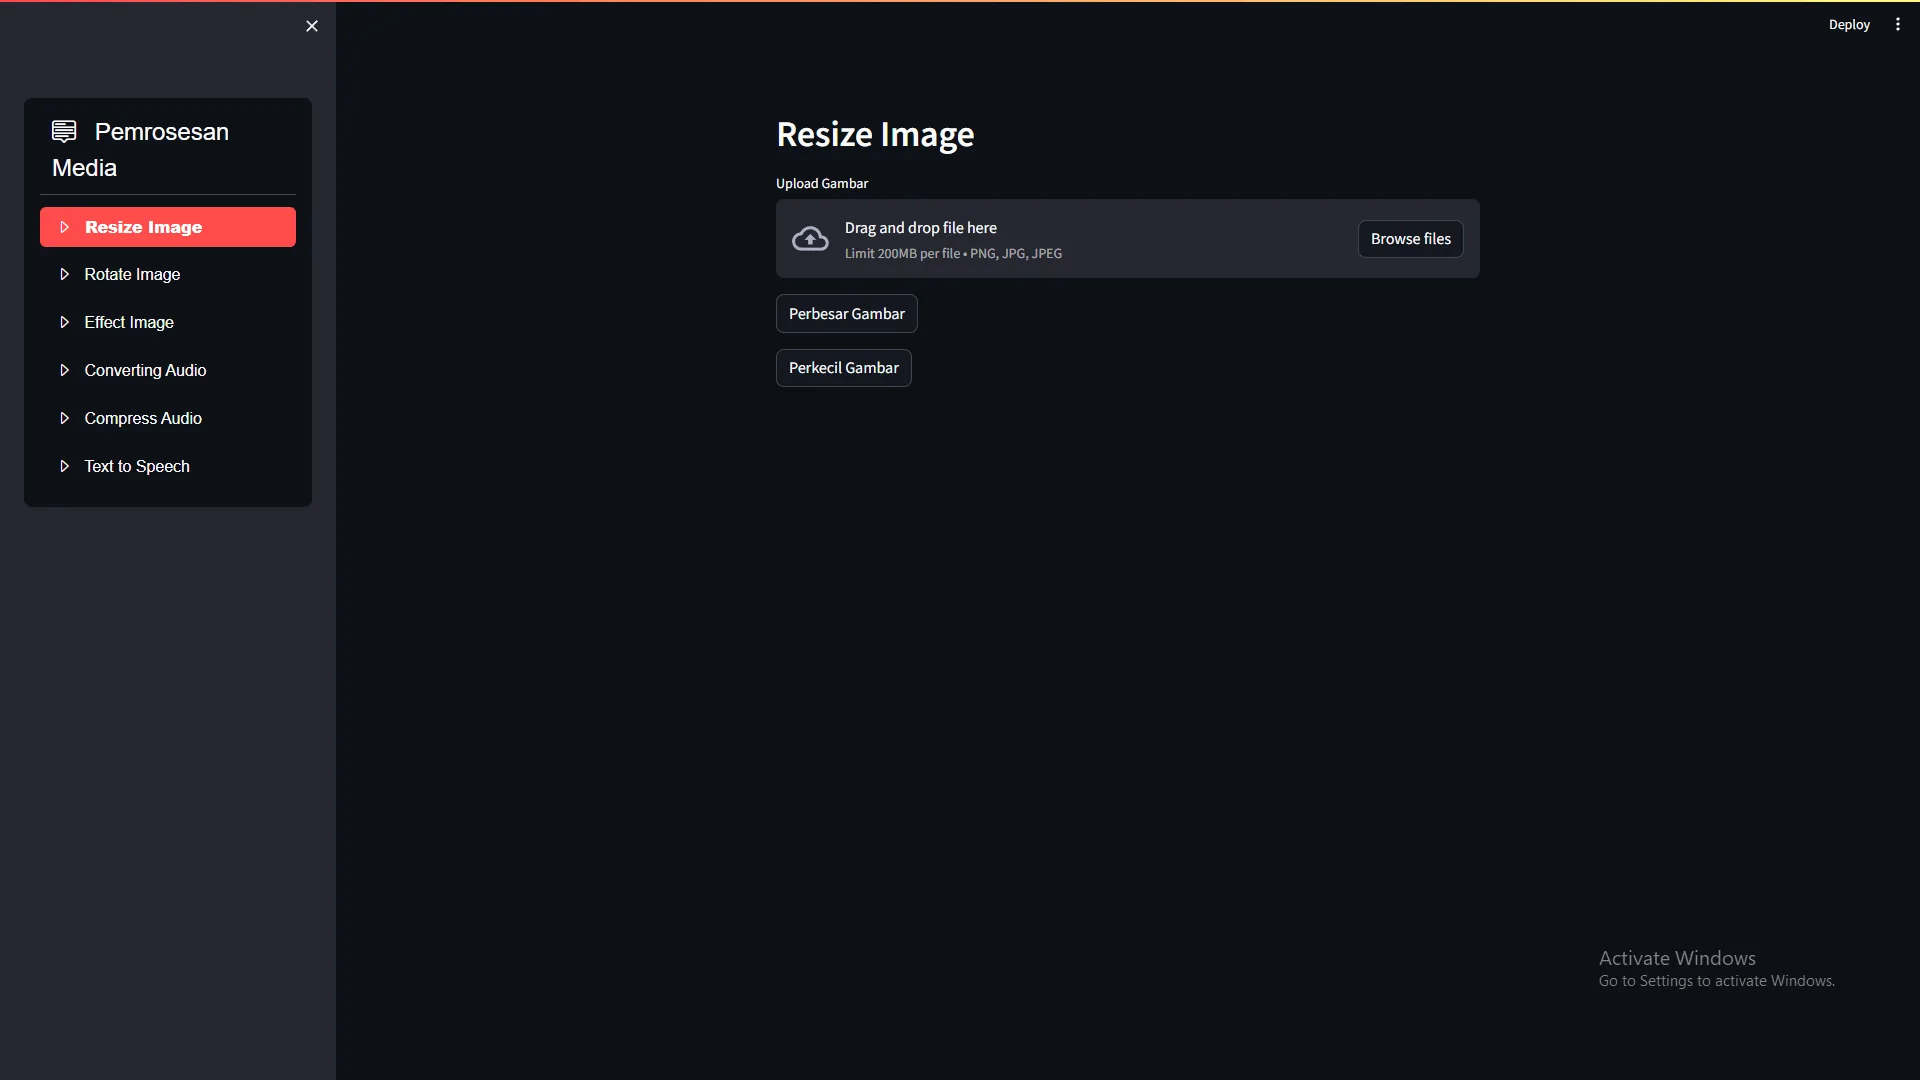 Deploy
Pemrosesan
Media
Resize Image
Rotate Image
Effect Image
Converting Audio
Compress Audio
Text to Speech
Resize Image
Upload Gambar
Drag and drop file here
Limit 200MB per file • PNG, JPG, JPEG
Browse files
Perbesar Gambar
Perkecil Gambar
Activate Windows
Go to Settings to activate Windows.